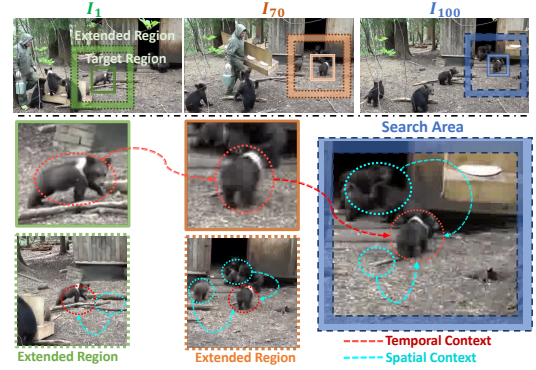 I1
I70
I100
Extended Region
Target Region
Search Area
Extended Region
Extended Region
Temporal Context
Spatial Context